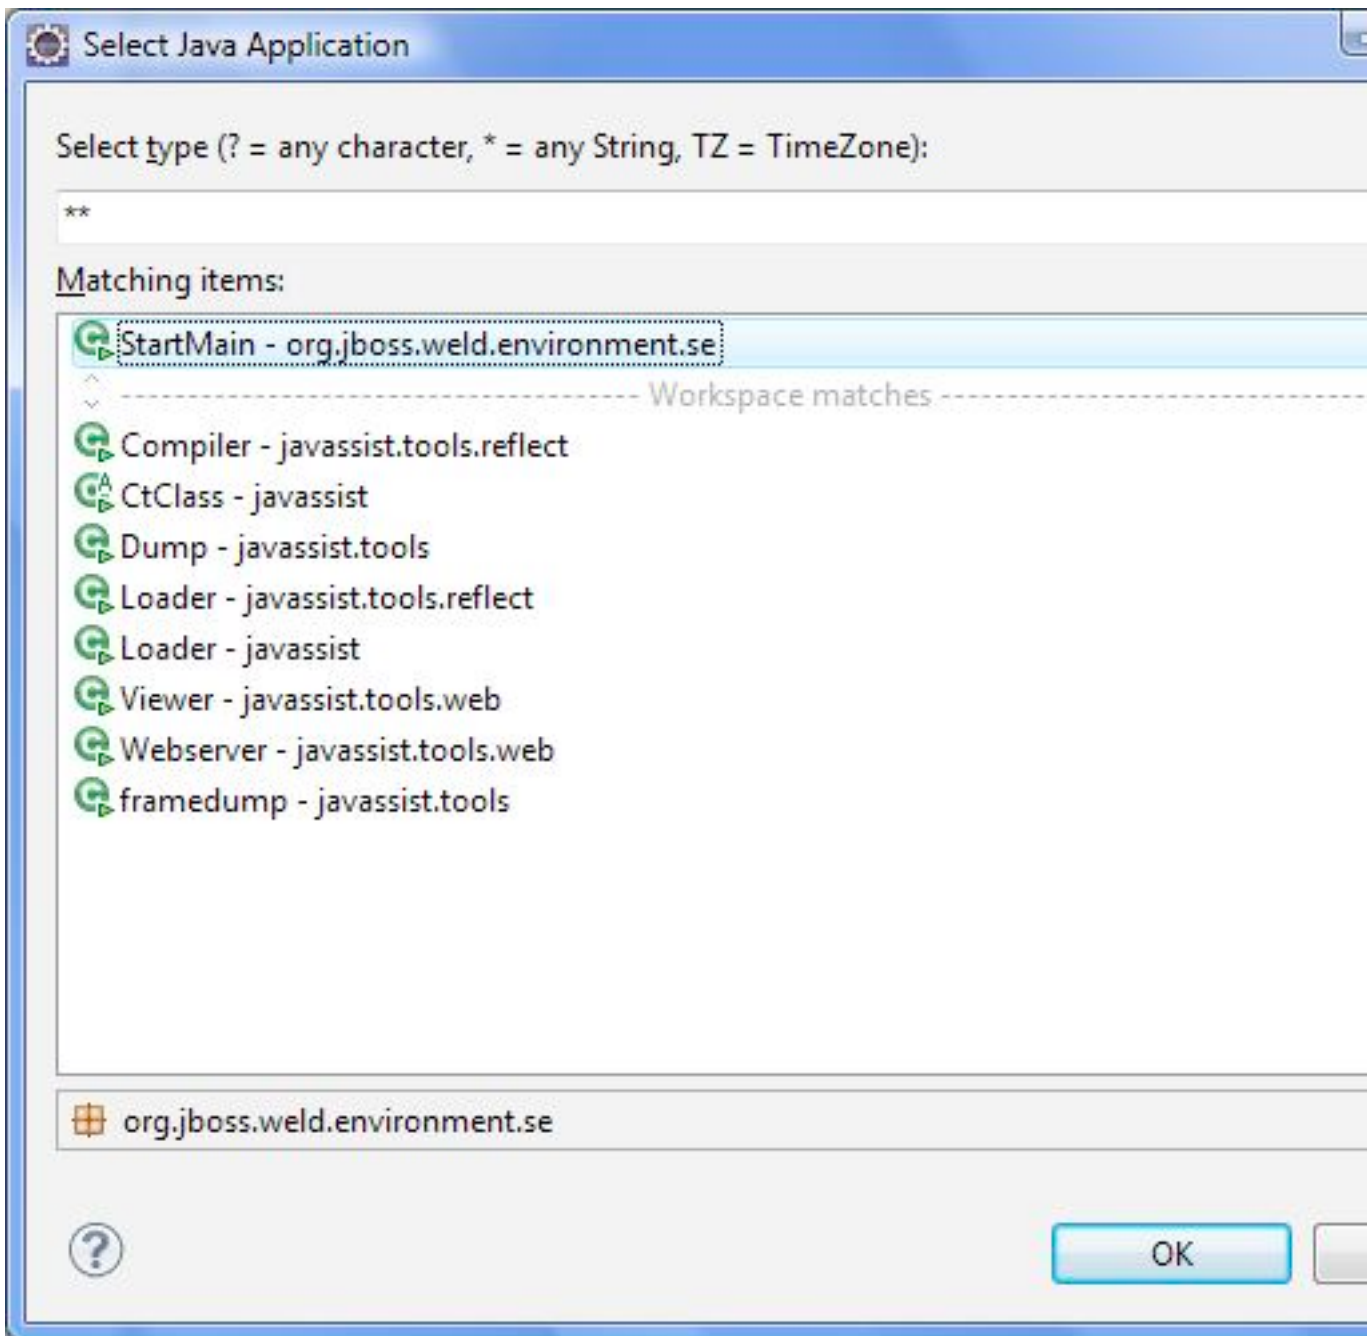 Select Java Application
Select type (? = any character, * = any String, TZ = TimeZone):
**
Matching items:
StartMain - org.jboss.weld.environment.se
Workspace matches
Compiler - javassist.tools.reflect
CtClass - javassist
Dump - javassist.tools
Loader - javassist.tools.reflect
Loader - javassist
Viewer - javassist.tools.web
Webserver - javassist.tools.web
framedump - javassist.tools
org.jboss.weld.environment.se
?
OK